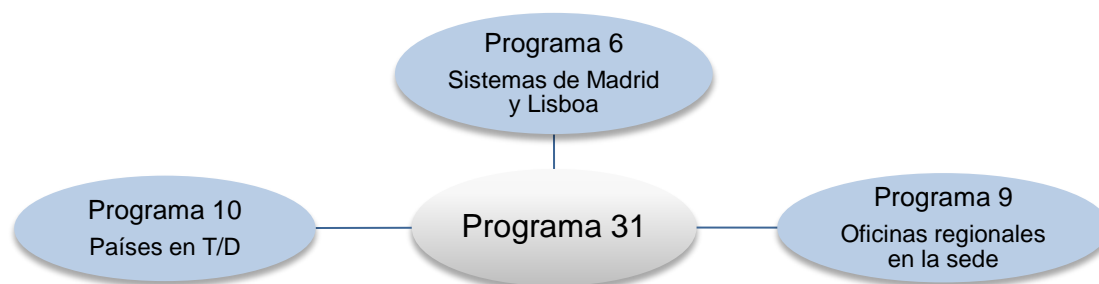 Programa 6
Sistemas de Madrid
y Lisboa
Programa 10
Países en T/D
Programa 31
Programa 9
Oficinas regionales
en la sede